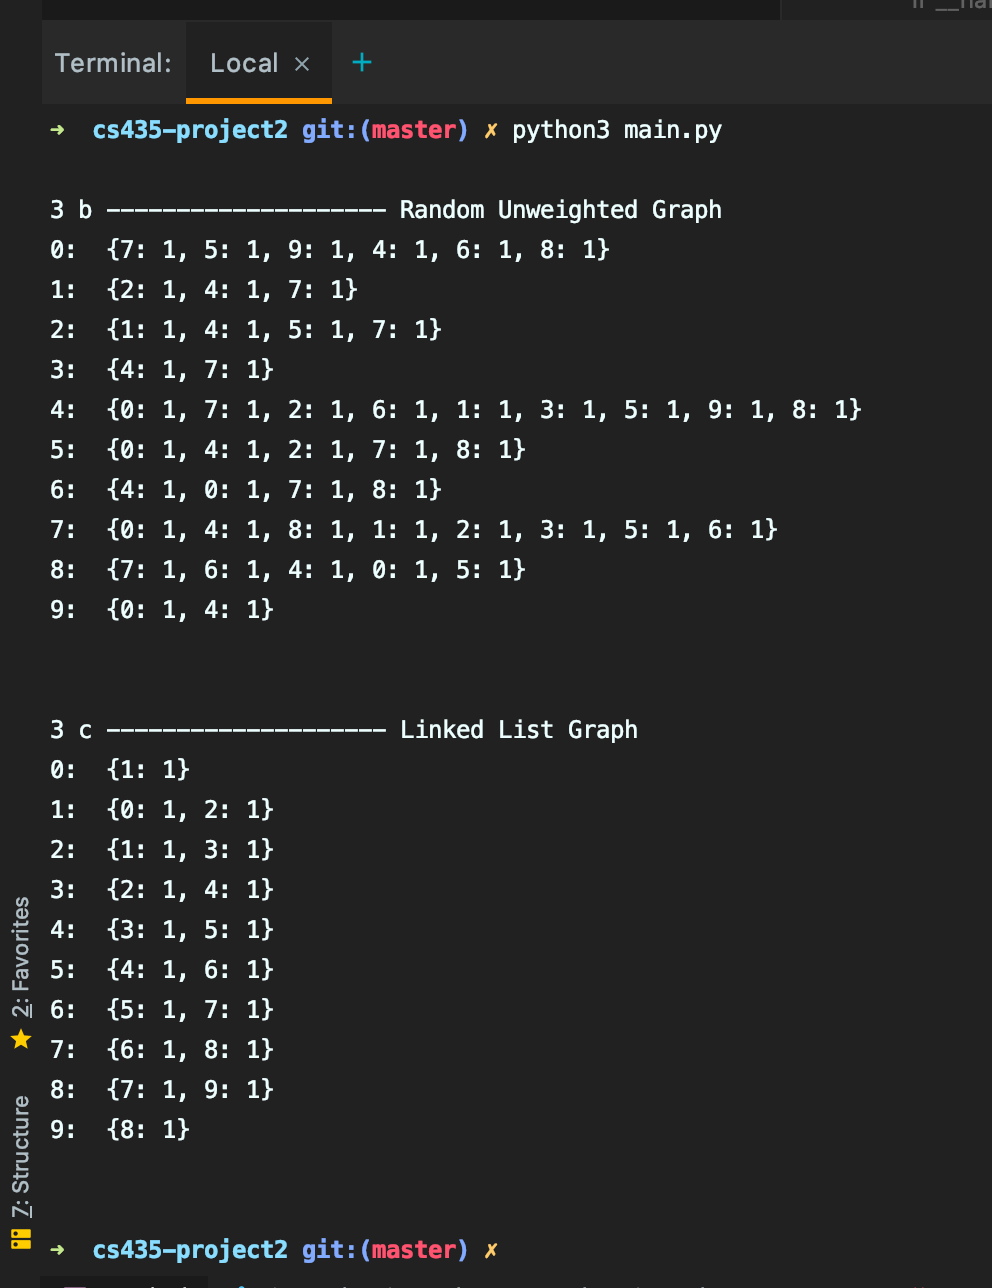 Terminal: Local × +
➜ cs435-project2 git:(master) ✗ python3 main.py
3 b -------------------- Random Unweighted Graph
0: {7: 1, 5: 1, 9: 1, 4: 1, 6: 1, 8: 1}
1: {2: 1, 4: 1, 7: 1}
2: {1: 1, 4: 1, 5: 1, 7: 1}
3: {4: 1, 7: 1}
4: {0: 1, 7: 1, 2: 1, 6: 1, 1: 1, 3: 1, 5: 1, 9: 1, 8: 1}
5: {0: 1, 4: 1, 2: 1, 7: 1, 8: 1}
6: {4: 1, 0: 1, 7: 1, 8: 1}
7: {0: 1, 4: 1, 8: 1, 1: 1, 2: 1, 3: 1, 5: 1, 6: 1}
8: {7: 1, 6: 1, 4: 1, 0: 1, 5: 1}
9: {0: 1, 4: 1}
3 c -------------------- Linked List Graph
0: {1: 1}
1: {0: 1, 2: 1}
2: {1: 1, 3: 1}
3: {2: 1, 4: 1}
4: {3: 1, 5: 1}
5: {4: 1, 6: 1}
6: {5: 1, 7: 1}
7: {6: 1, 8: 1}
8: {7: 1, 9: 1}
9: {8: 1}
➜ cs435-project2 git:(master) ✗
2: Favorites
7: Structure